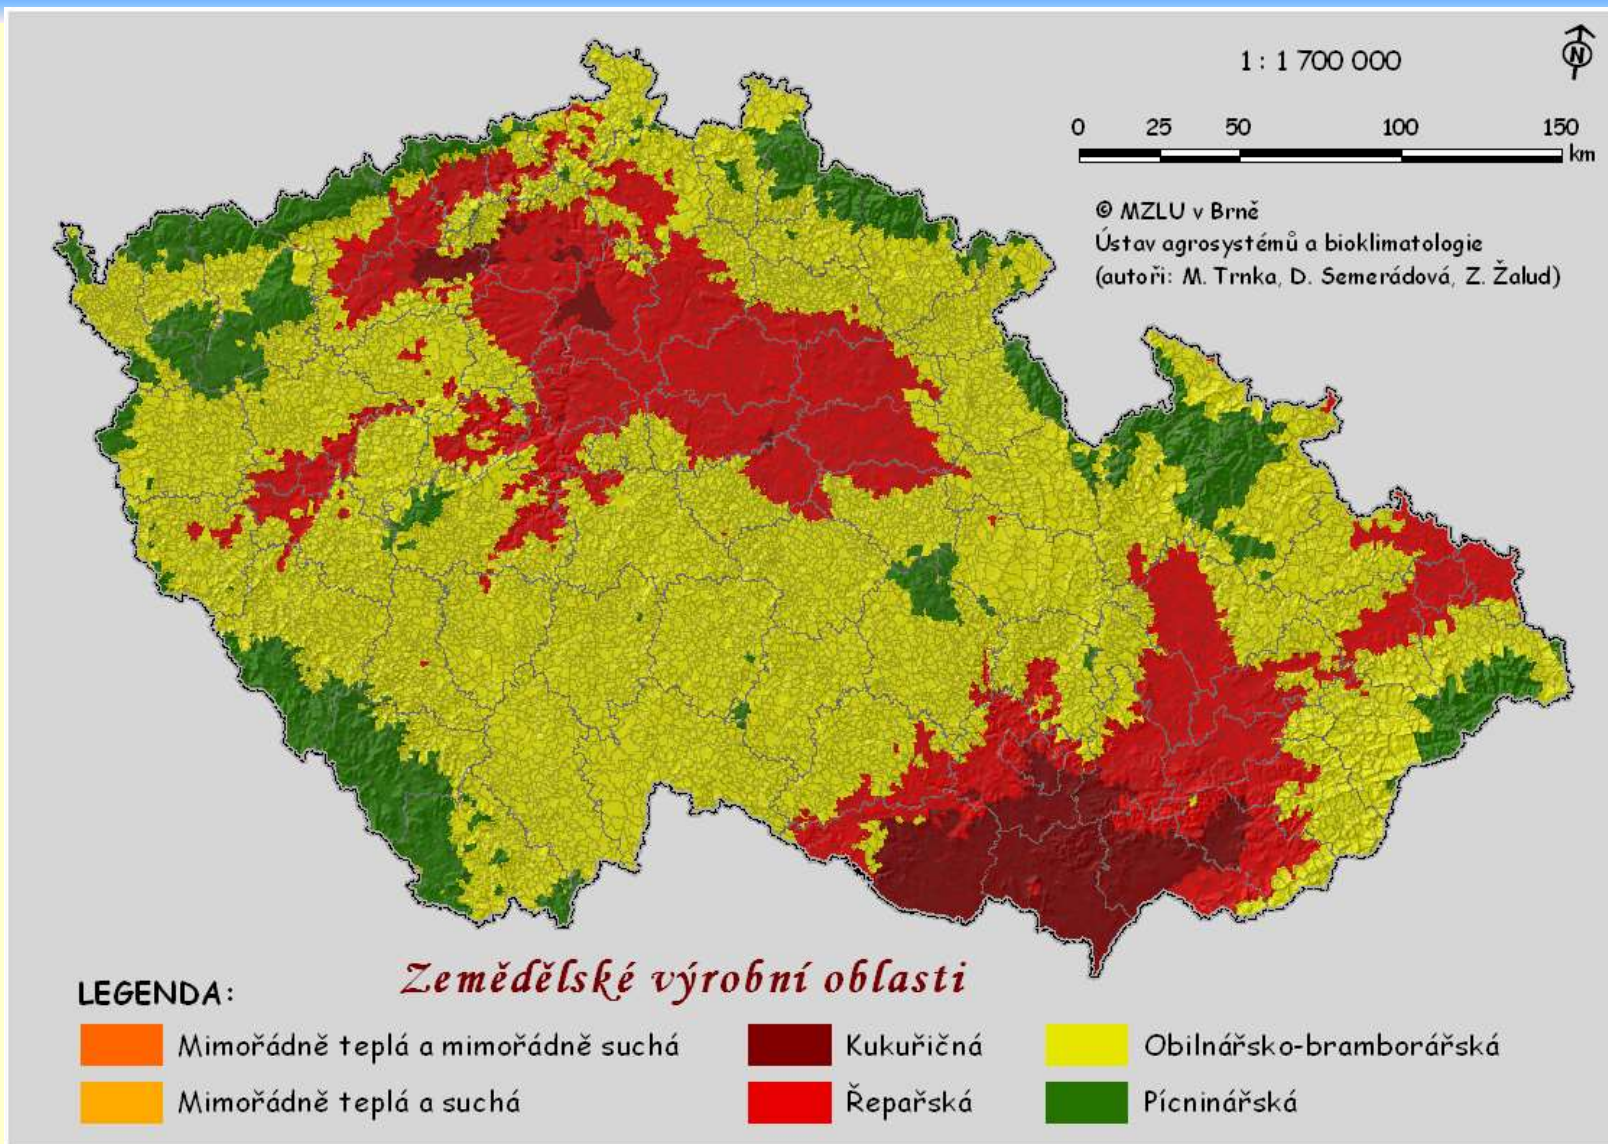 1 : 1 700 000
N
0 25 50 100 150
km
© MZLU v Brně
Ústav agrosystémů a bioklimatologie
(autoři: M. Trnka, D. Semerádová, Z. Žalud)
Zemědělské výrobní oblasti
LEGENDA:
Mimořádně teplá a mimořádně suchá
Kukuřičná
Obilnářsko-bramborářská
Mimořádně teplá a suchá
Řepařská
Pícninářská